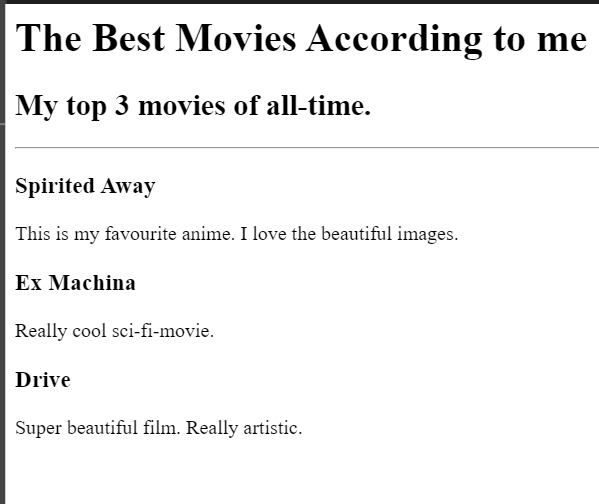 The Best Movies According to me
My top 3 movies of all-time.
Spirited Away
This is my favourite anime. I love the beautiful images.
Ex Machina
Really cool sci-fi-movie.
Drive
Super beautiful film. Really artistic.